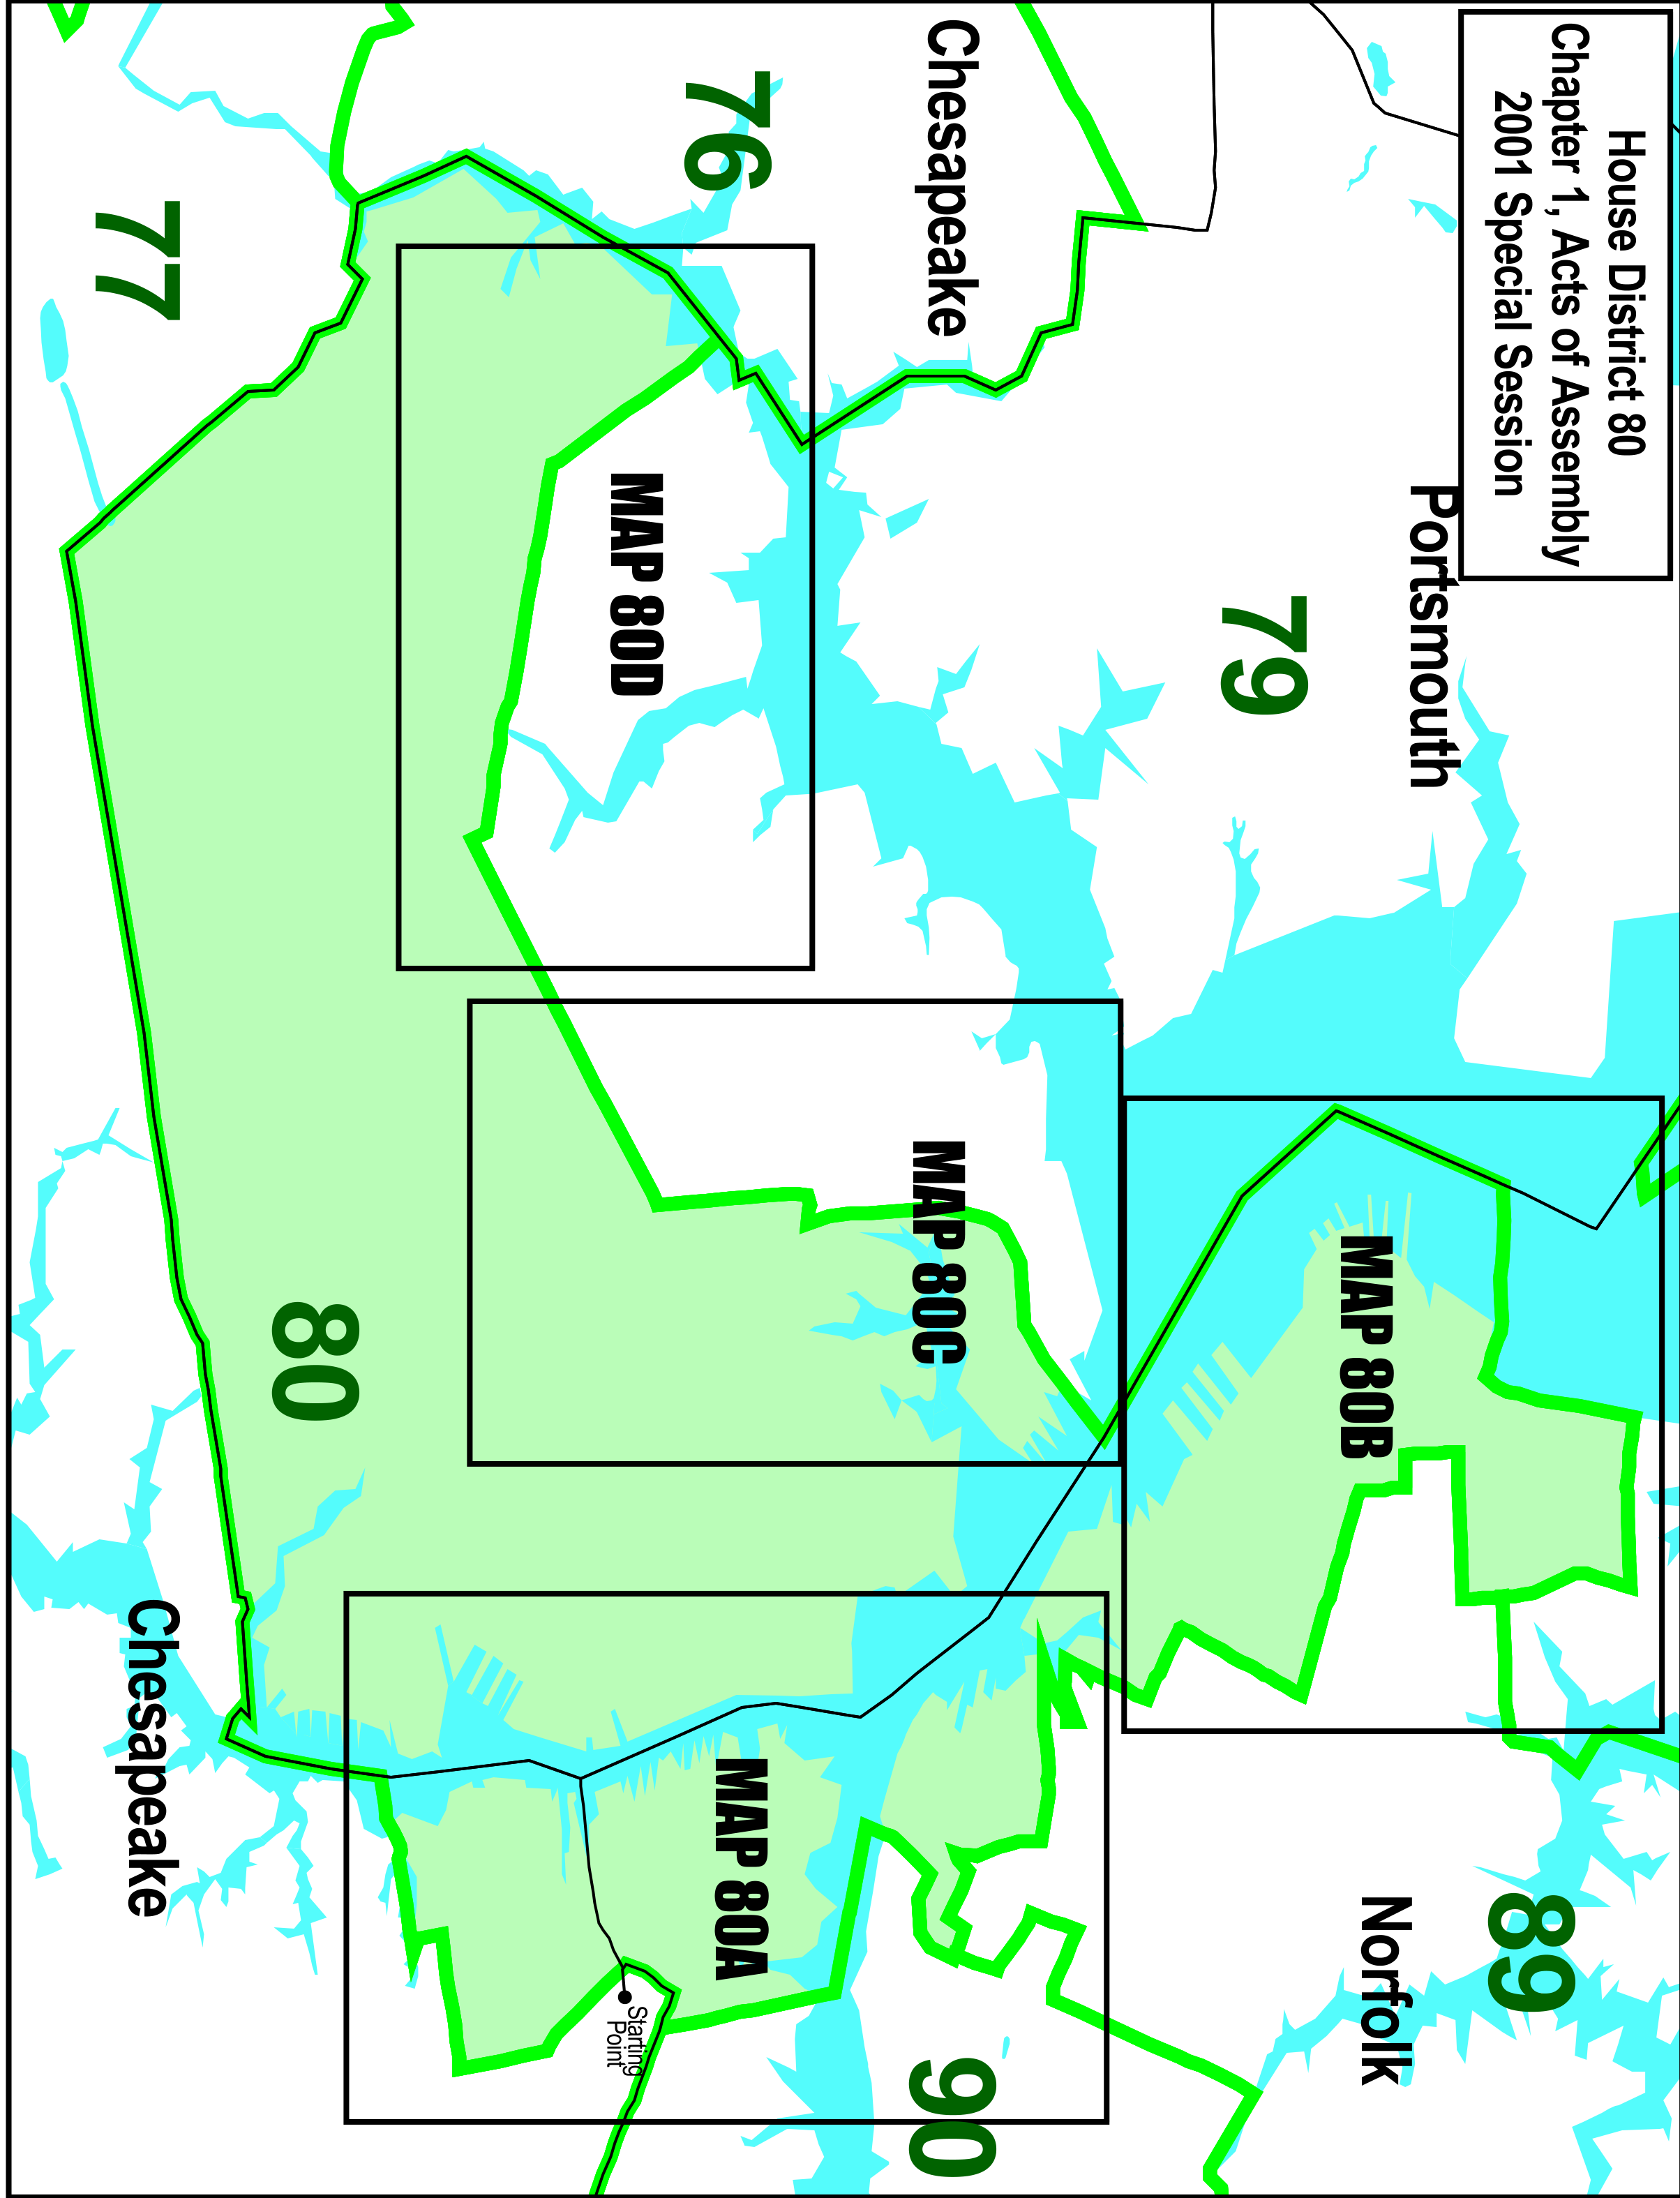 House District 80
Chapter 1, Acts of Assembly
2001 Special Session
Portsmouth
79
Chesapeake
76
77
MAP 80D
MAP 80C
MAP 80B
80
MAP 80A
Starting
Point
Chesapeake
Norfolk
89
90